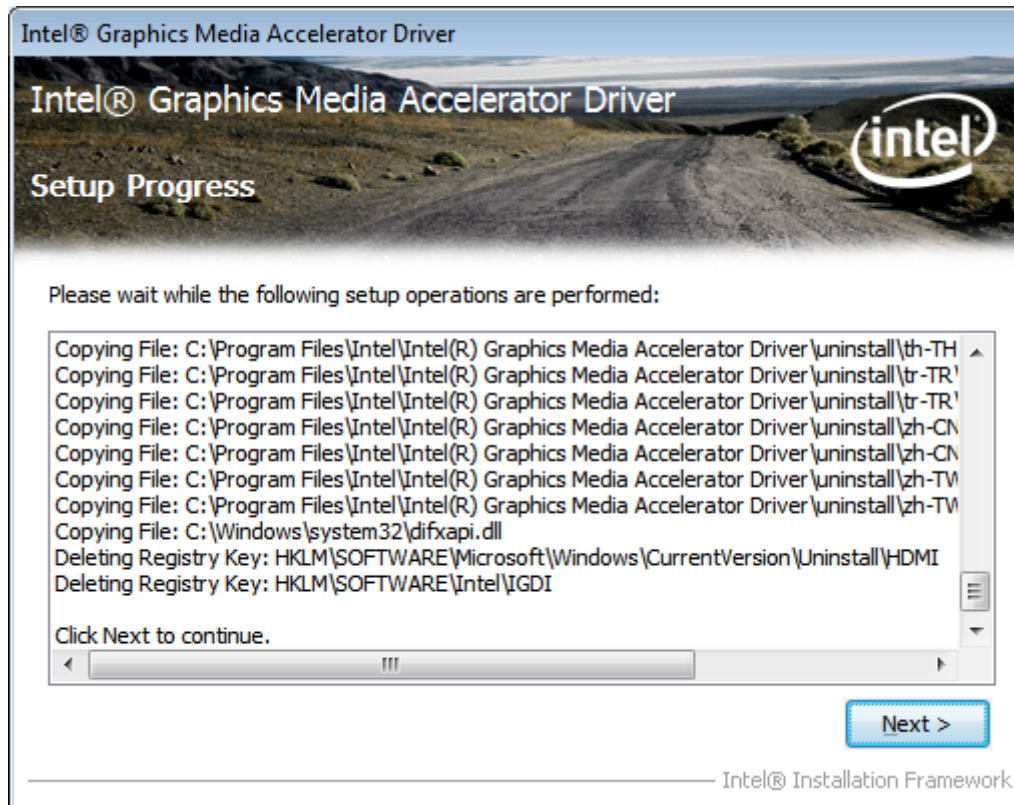 Intel® Graphics Media Accelerator Driver
Intel® Graphics Media Accelerator Driver
intel
Setup Progress
Please wait while the following setup operations are performed:
Copying File: C:\Program Files\Intel\Intel(R) Graphics Media Accelerator Driver\uninstall\th-TH
Copying File: C:\Program Files\Intel\Intel(R) Graphics Media Accelerator Driver\uninstall\tr-TR\
Copying File: C:\Program Files\Intel\Intel(R) Graphics Media Accelerator Driver\uninstall\tr-TR\
Copying File: C:\Program Files\Intel\Intel(R) Graphics Media Accelerator Driver\uninstall\zh-CN
Copying File: C:\Program Files\Intel\Intel(R) Graphics Media Accelerator Driver\uninstall\zh-CN
Copying File: C:\Program Files\Intel\Intel(R) Graphics Media Accelerator Driver\uninstall\zh-TW
Copying File: C:\Program Files\Intel\Intel(R) Graphics Media Accelerator Driver\uninstall\zh-TW
Copying File: C:\Windows\system32\difxapi.dll
Deleting Registry Key: HKLM\SOFTWARE\Microsoft\Windows\CurrentVersion\Uninstall\HDMI
Deleting Registry Key: HKLM\SOFTWARE\Intel\IGDI
Click Next to continue.
Next >
Intel® Installation Framework